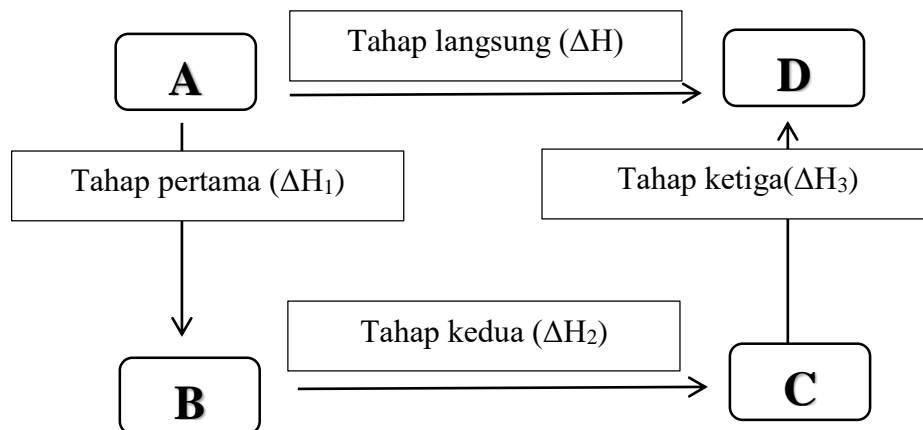 Tahap langsung (ΔH)
A
D
Tahap pertama (ΔH₁)
Tahap ketiga(ΔH₃)
Tahap kedua (ΔH₂)
B
C